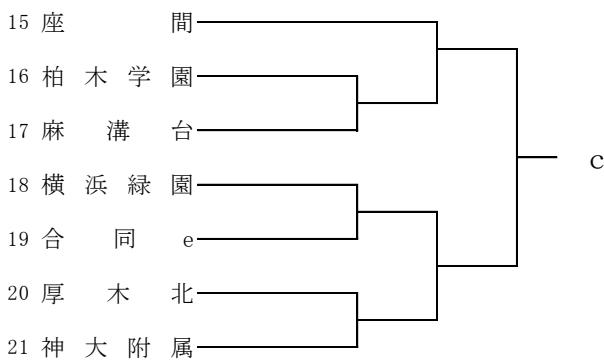 15 座間
16 柏木学園
17 麻溝台
c
18 横浜緑園
19 合同e
20 厚木北
21 神大附属